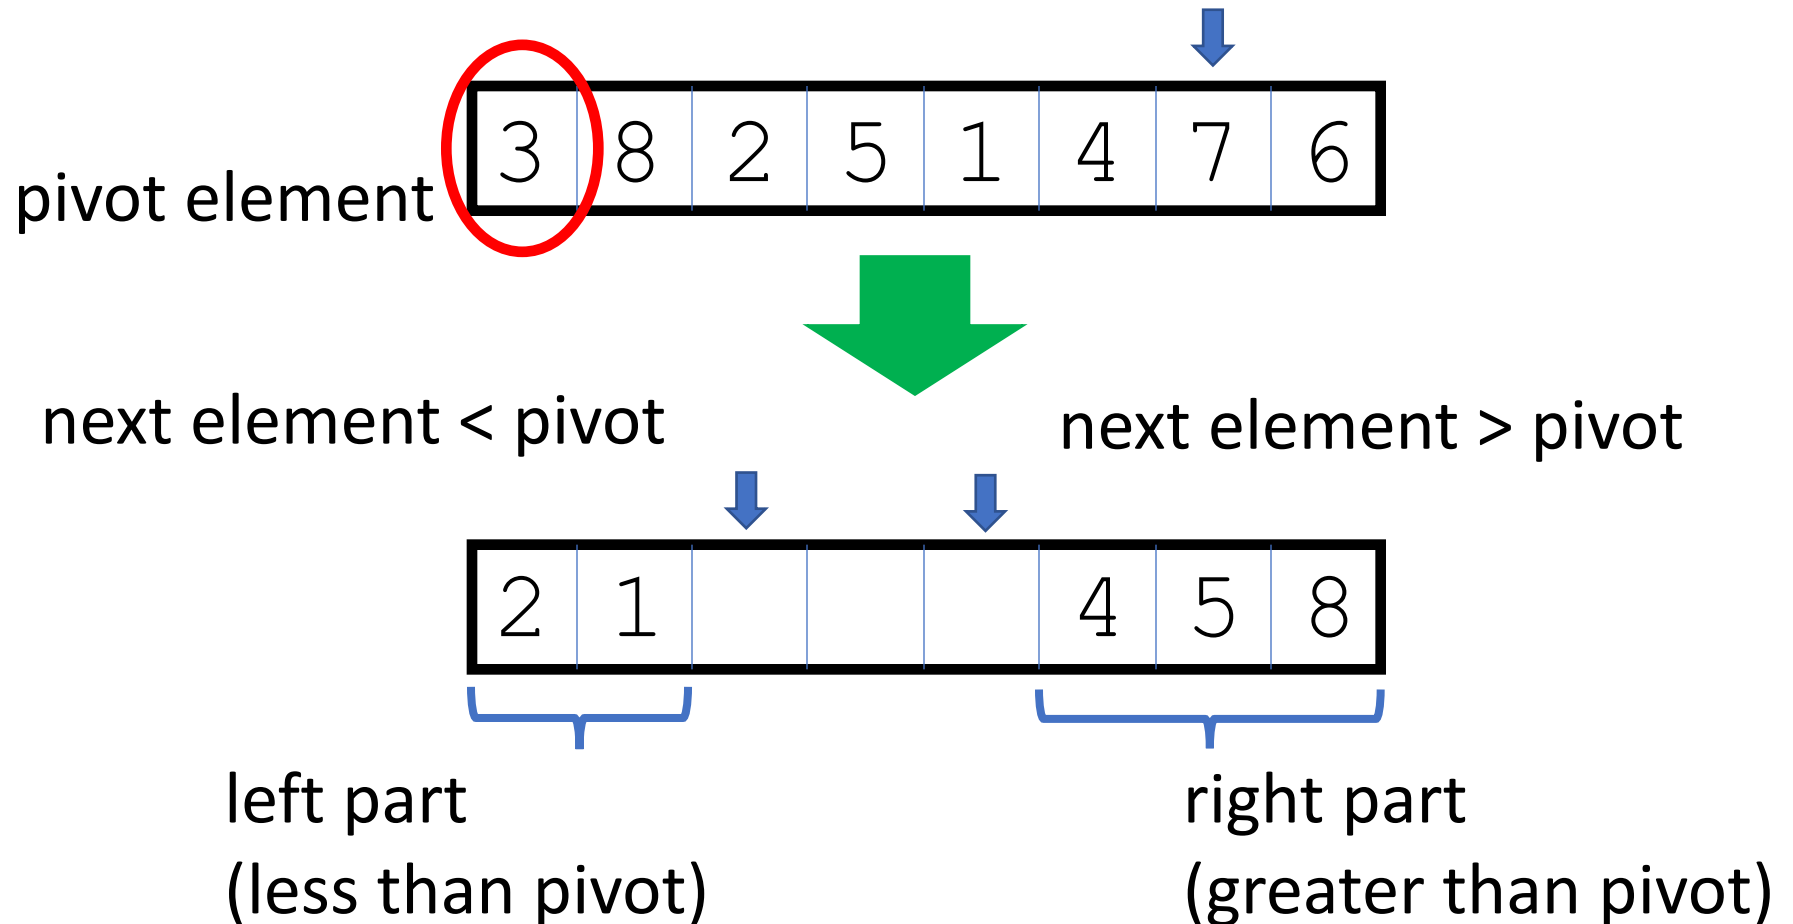 3 8 2 5 1 4 7 6
pivot element
next element < pivot
next element > pivot
2 1 4 5 8
left part
(less than pivot)
right part
(greater than pivot)